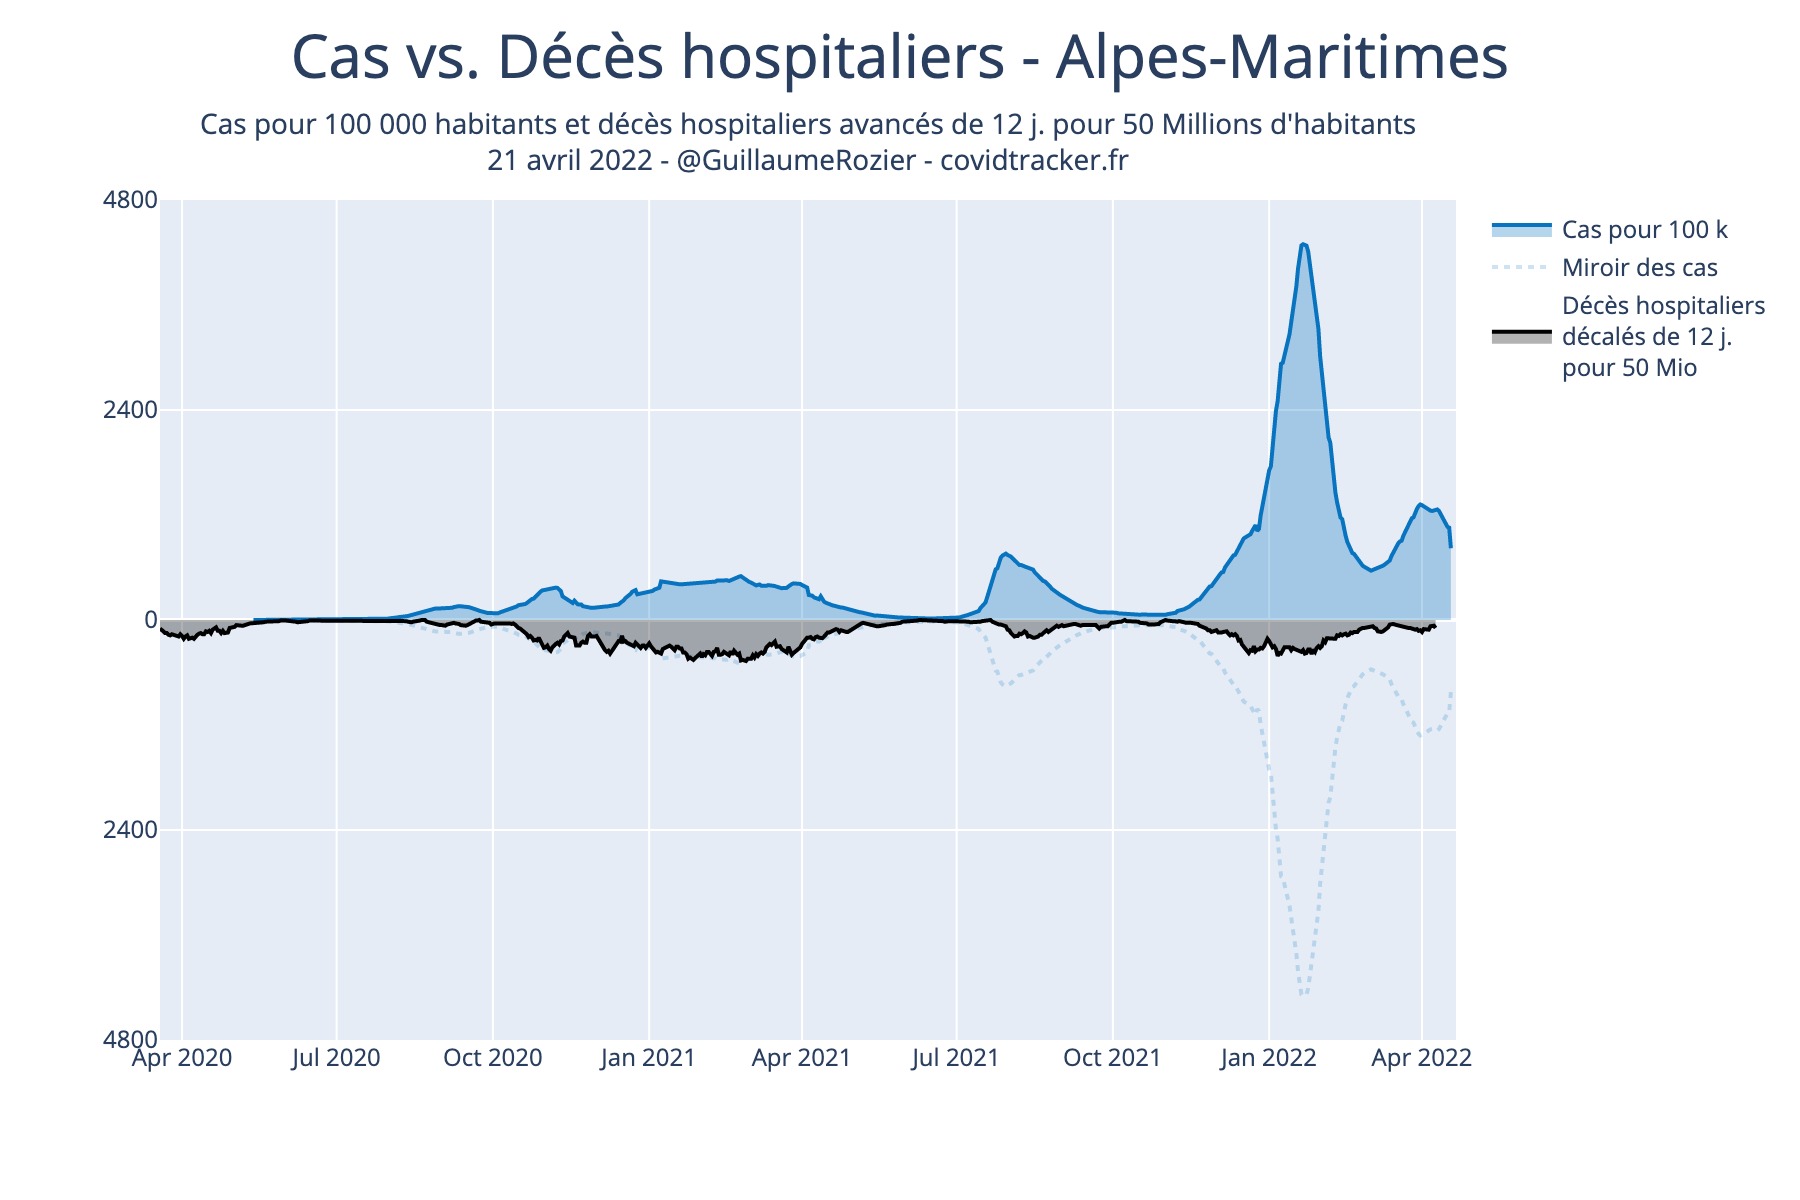 Cas vs. Décès hospitaliers - Alpes-Maritimes
Cas pour 100 000 habitants et décès hospitaliers avancés de 12 j. pour 50 Millions d'habitants
21 avril 2022 - @GuillaumeRozier - covidtracker.fr
4800
2400
0
2400
4800
Apr 2020 Jul 2020 Oct 2020 Jan 2021 Apr 2021 Jul 2021 Oct 2021 Jan 2022 Apr 2022
Cas pour 100 k
Miroir des cas
Décès hospitaliers
décalés de 12 j.
pour 50 Mio